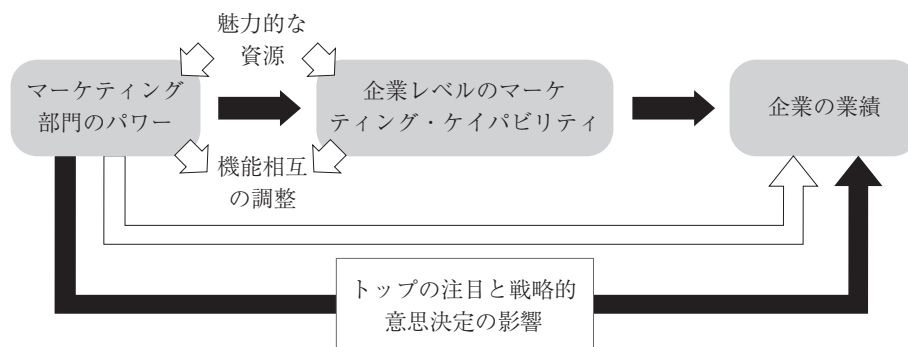 魅力的な
資源
マーケティング
部門のパワー
企業レベルのマーケ
ティング・ケイパビリティ
企業の業績
機能相互
の調整
トップの注目と戦略的
意思決定の影響